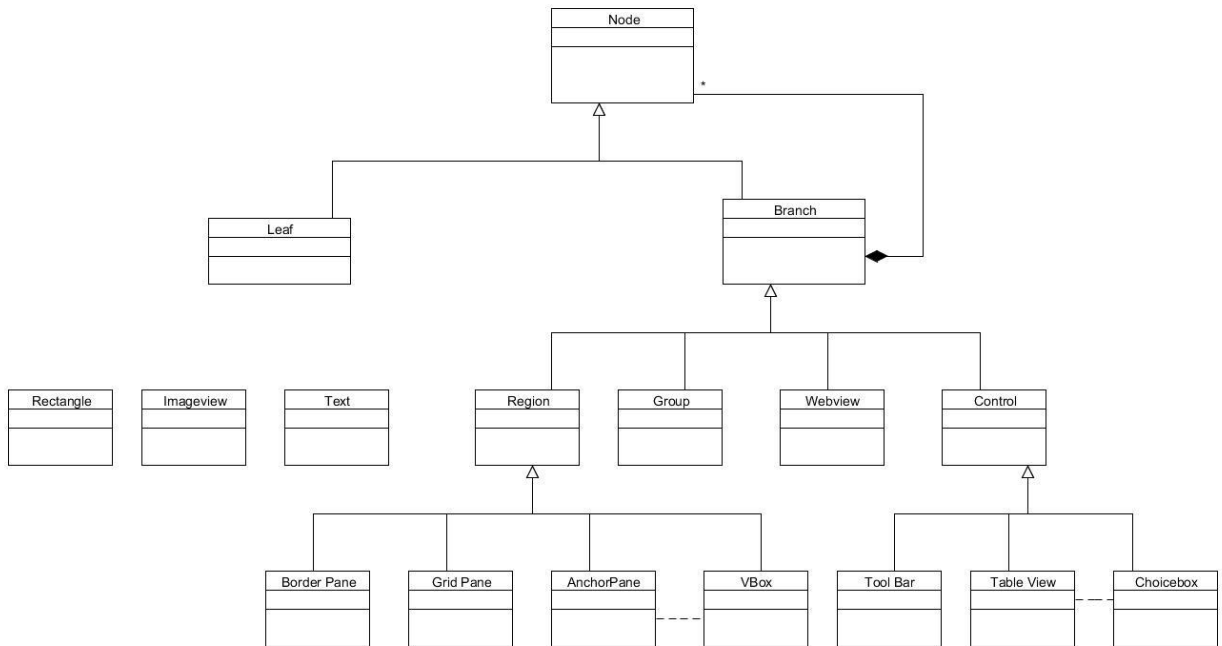 Node
*
Leaf
Branch
Rectangle
Imageview
Text
Region
Group
Webview
Control
Border Pane
Grid Pane
AnchorPane
VBox
Tool Bar
Table View
Choicebox